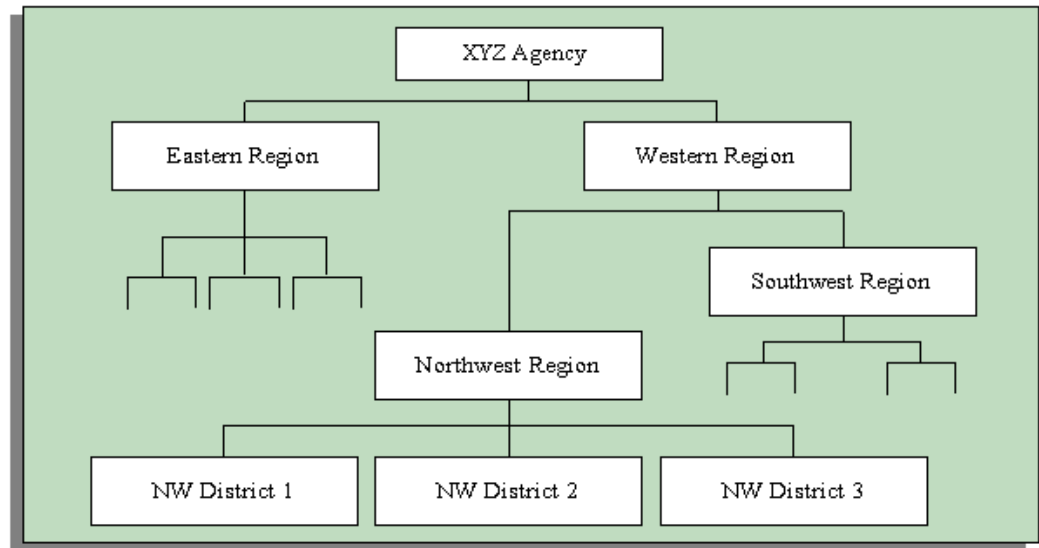 XYZ Agency
Eastern Region
Western Region
Southwest Region
Northwest Region
NW District 1
NW District 2
NW District 3